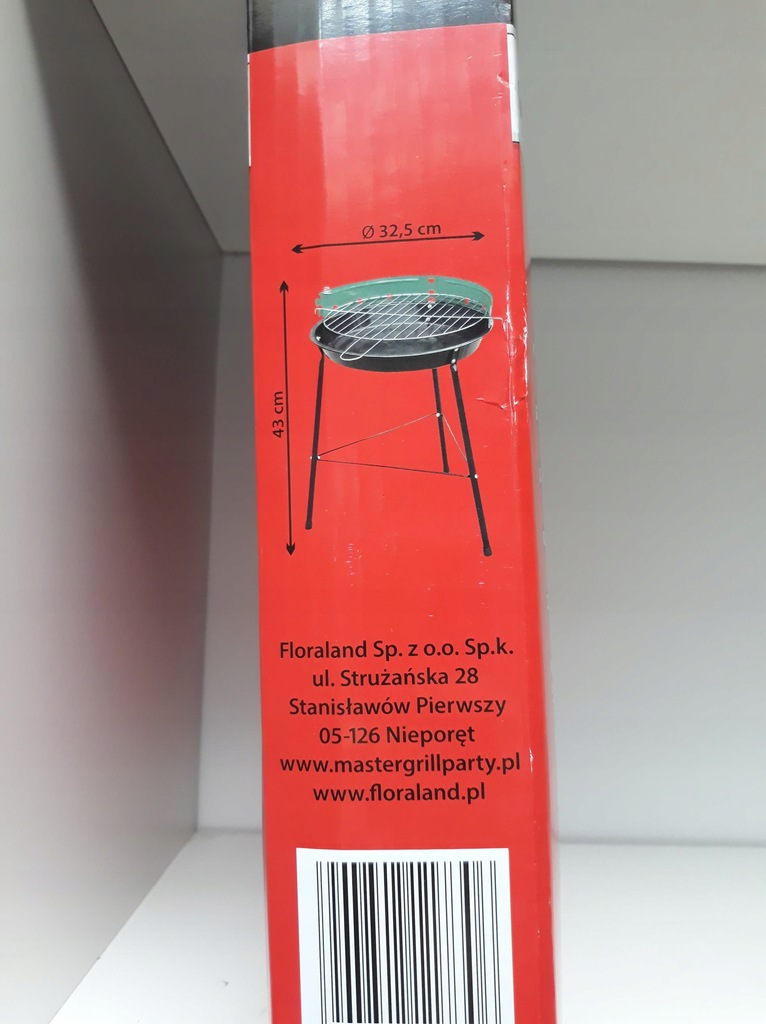 Ø 32,5 cm
43 cm
Floraland Sp. z o.o. Sp.k.
ul. Strużańska 28
Stanisławów Pierwszy
05-126 Nieporęt
www.mastergrillparty.pl
www.floraland.pl